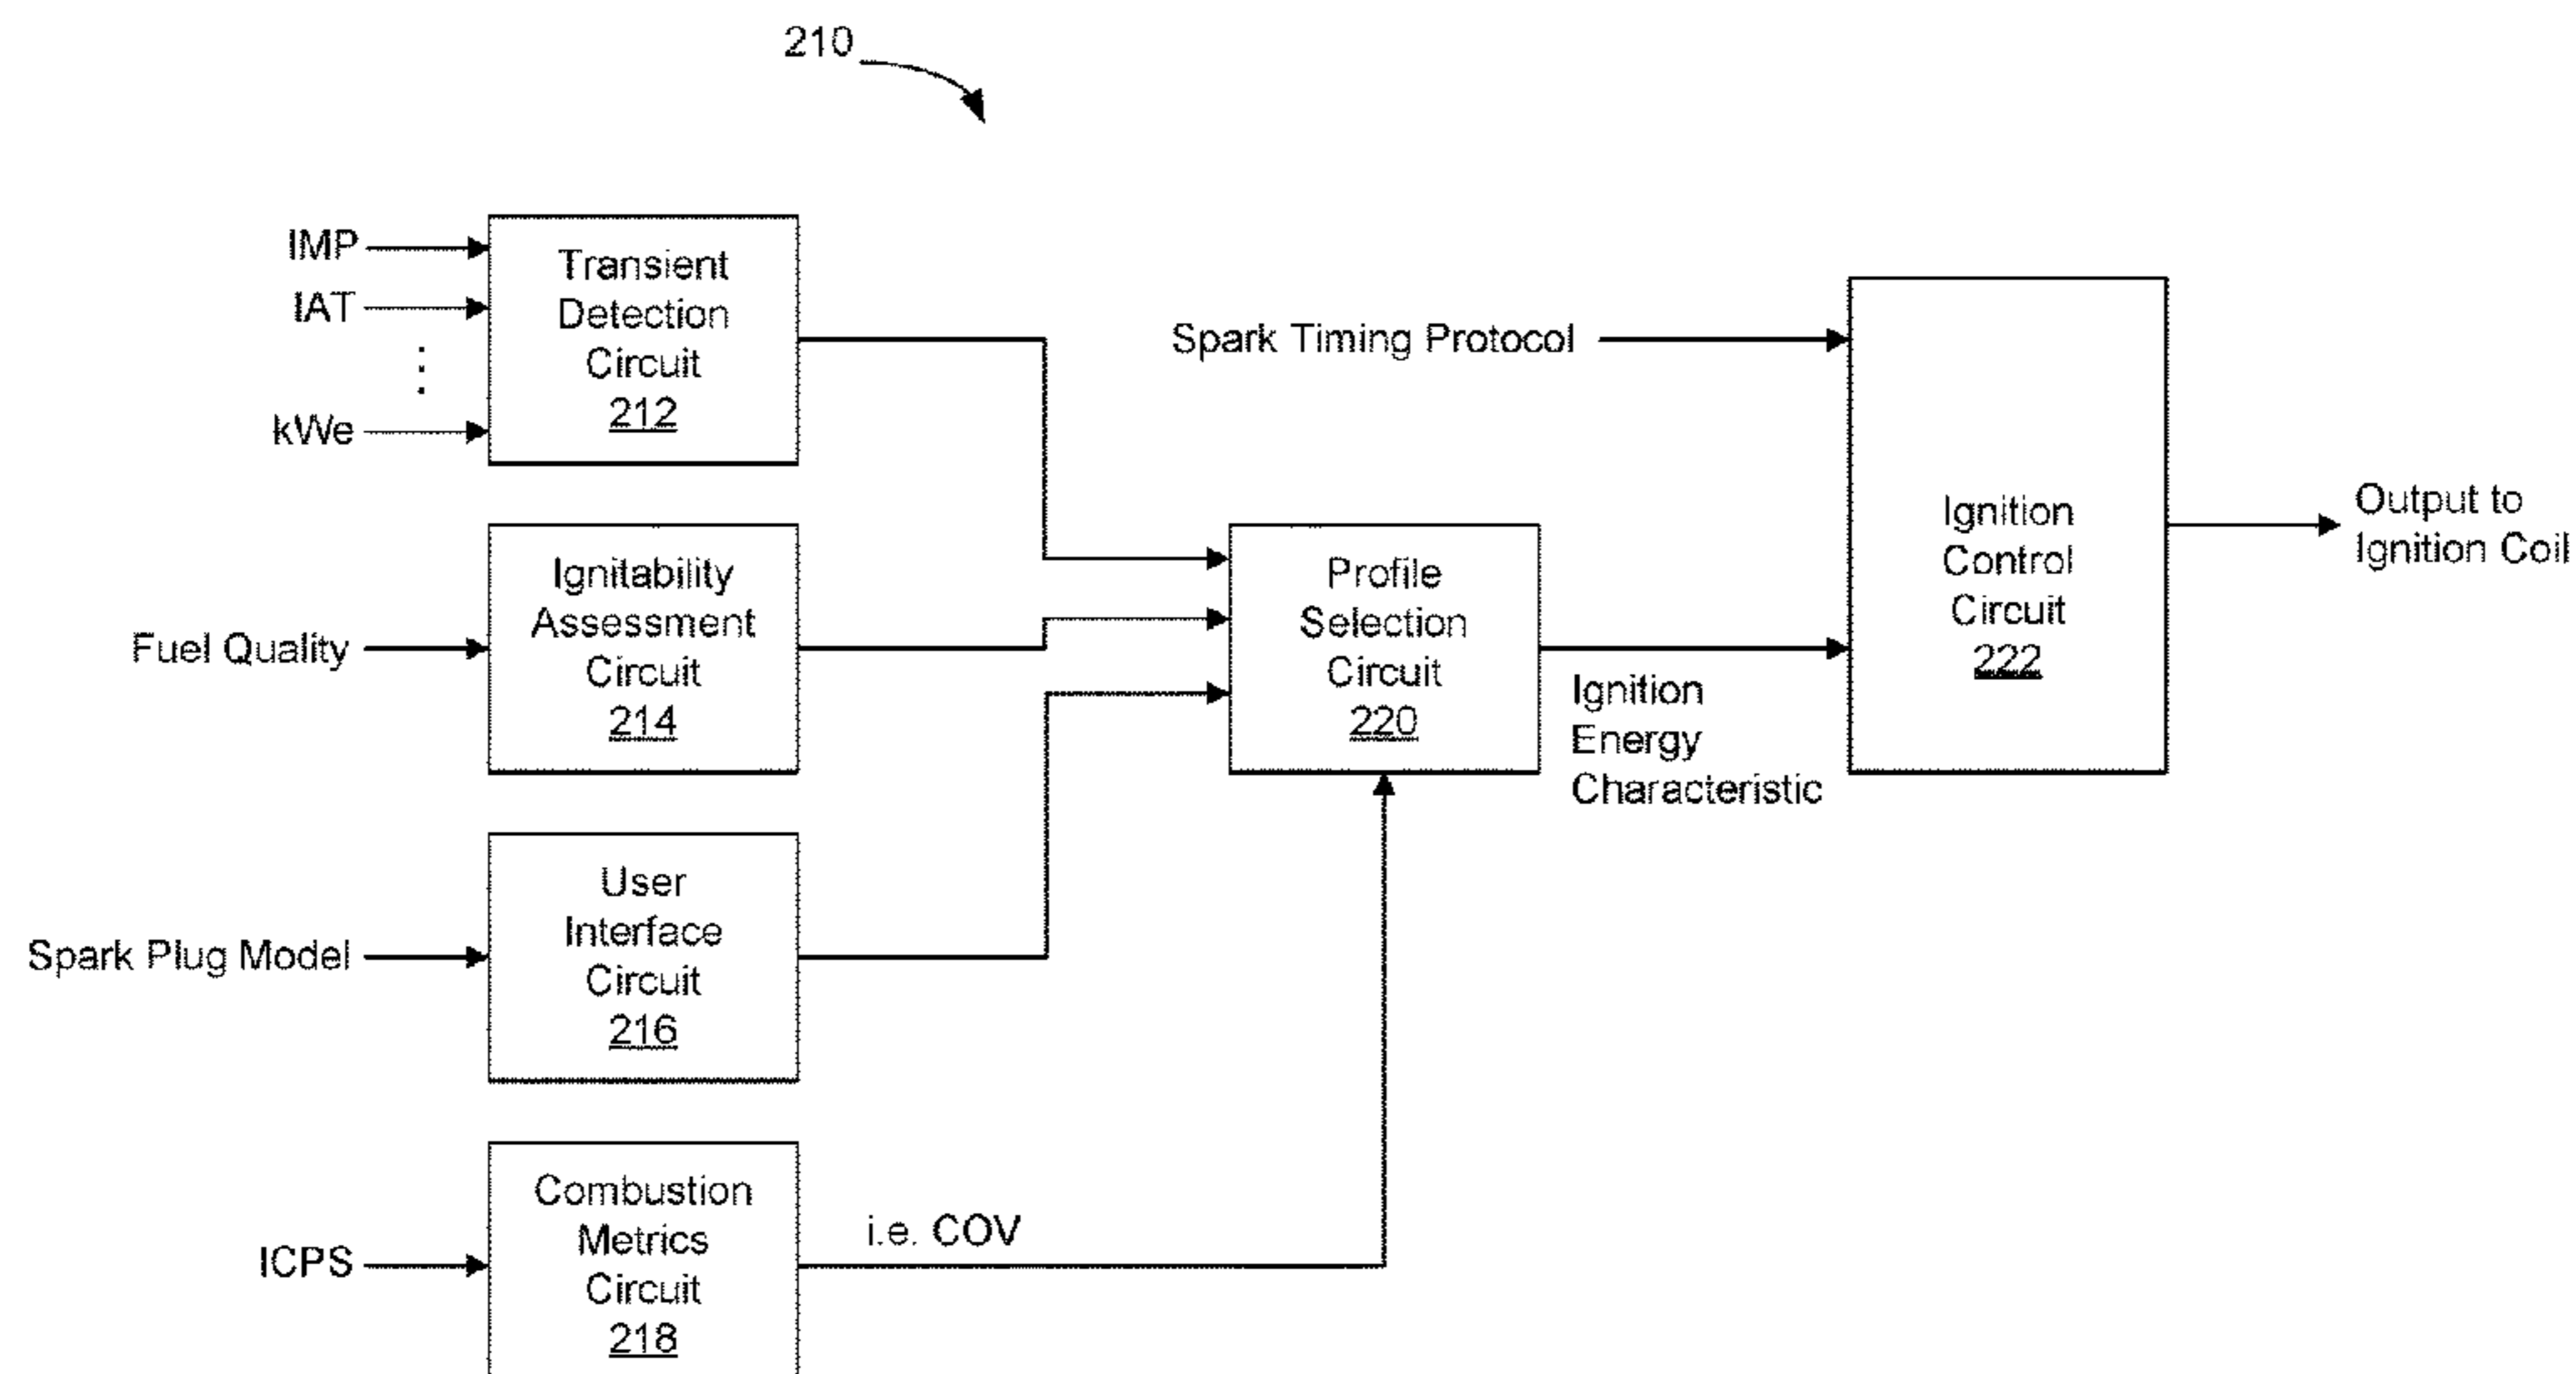 210
IMP
IAT
kWe
Transient
Detection
Circuit
212
Spark Timing Protocol
Fuel Quality
Ignitability
Assessment
Circuit
214
Profile
Selection
Circuit
220
Ignition
Energy
Characteristic
Ignition
Control
Circuit
222
Output to
Ignition Coil
Spark Plug Model
User
Interface
Circuit
216
ICPS
Combustion
Metrics
Circuit
218
i.e. COV